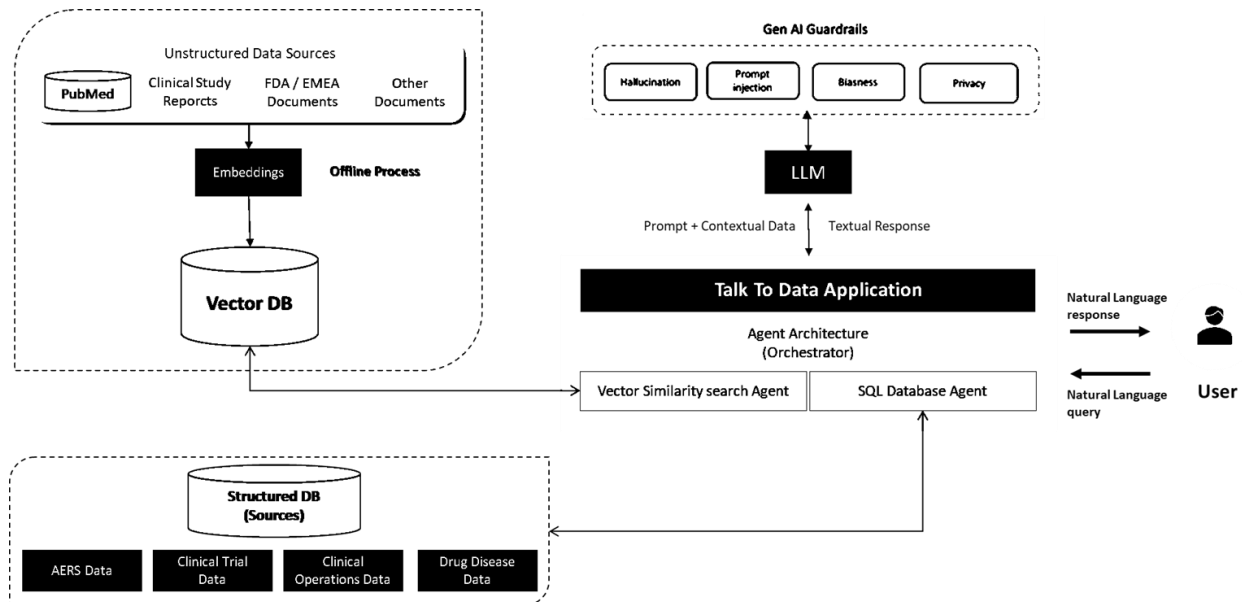 Unstructured Data Sources
PubMed
Clinical Study
Reporcts
FDA / EMEA
Documents
Other
Documents
Embeddings
Offline Process
Vector DB
Gen AI Guardrails
Hallucination
Prompt
injection
Biasness
Privacy
LLM
Prompt + Contextual Data
Textual Response
Talk To Data Application
Agent Architecture
(Orchestrator)
Vector Similarity search Agent
SQL Database Agent
Natural Language
response
Natural Language
query
User
Structured DB
(Sources)
AERS Data
Clinical Trial
Data
Clinical
Operations Data
Drug Disease
Data